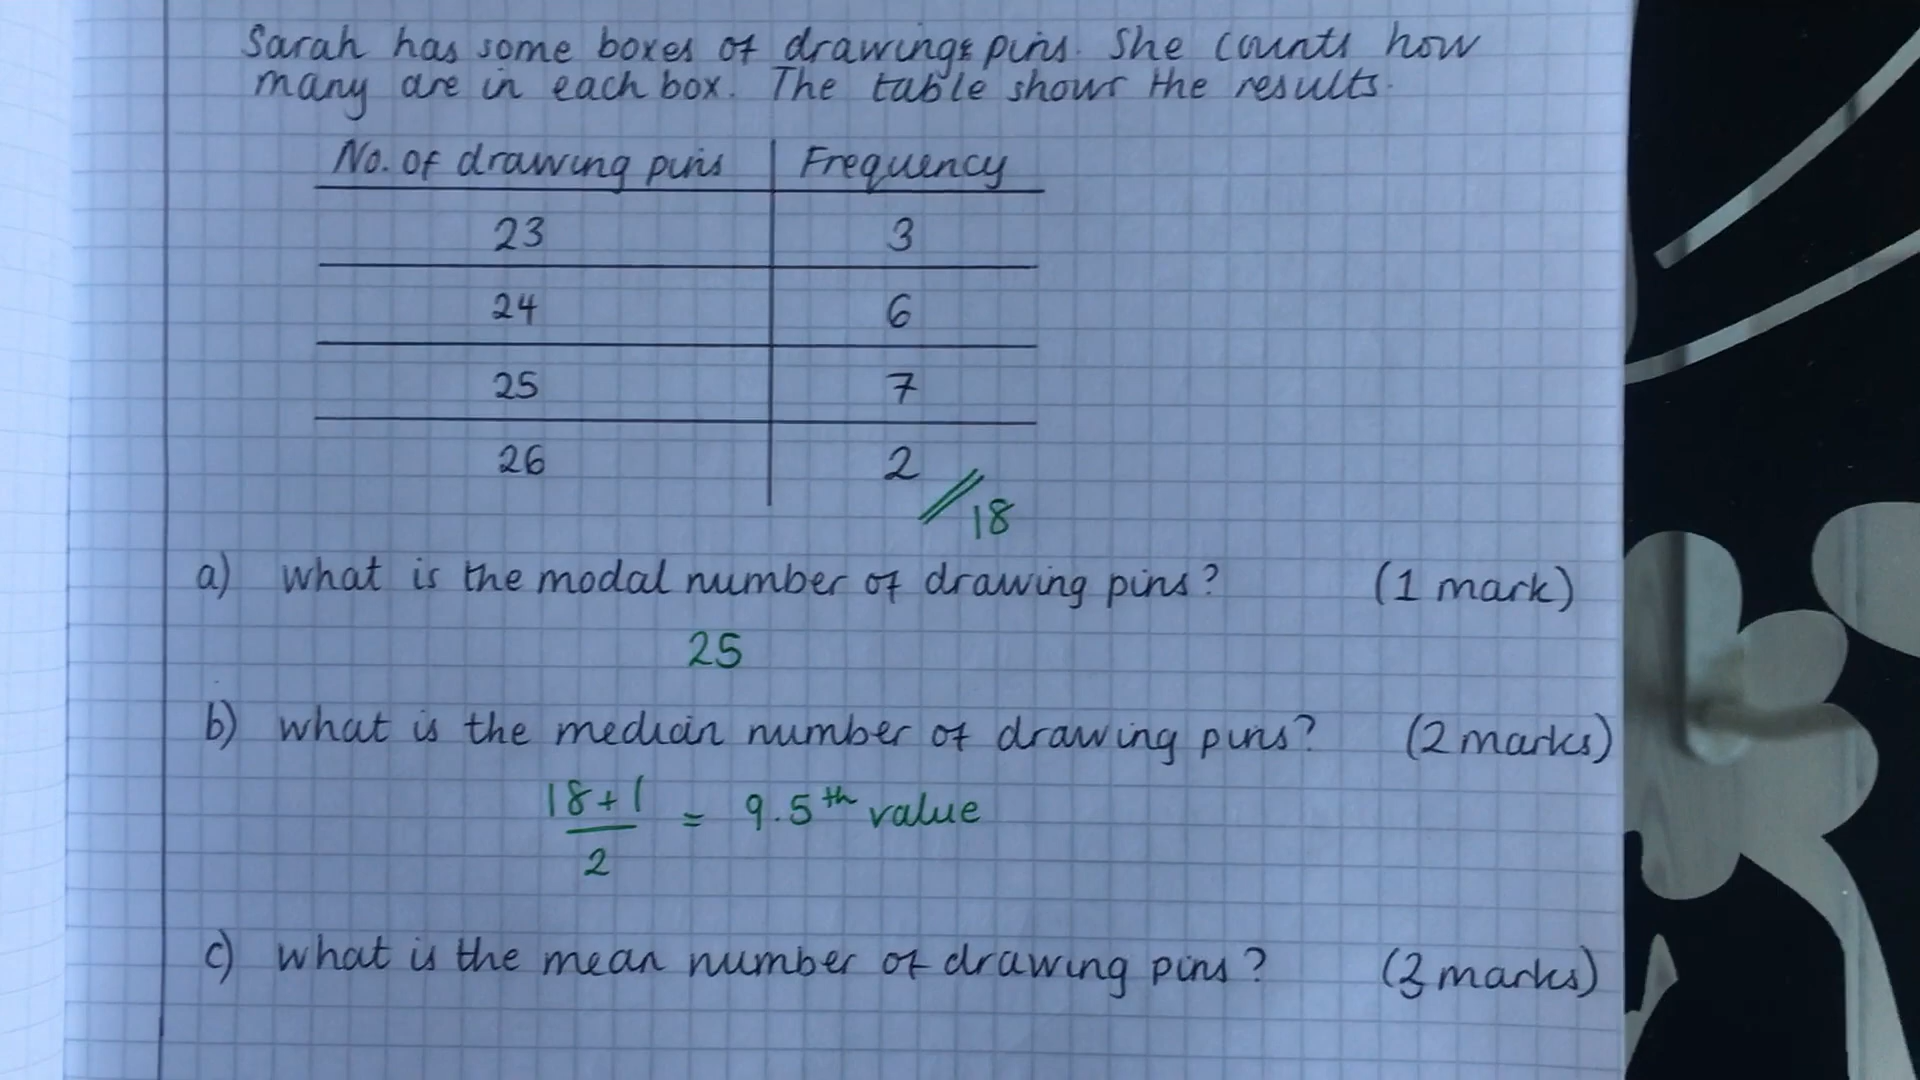 Sarah has some boxes of drawings pins. She counts how
many are in each box. The table shows the results.
No. of drawing pins Frequency
23 3
24 6
25 7
26 2
18
a) what is the modal number of drawing pins? (1 mark)
25
b) what is the median number of drawing pins? (2 marks)
18+1
= 9.5th value
2
c) what is the mean number of drawing pins? (3 marks)